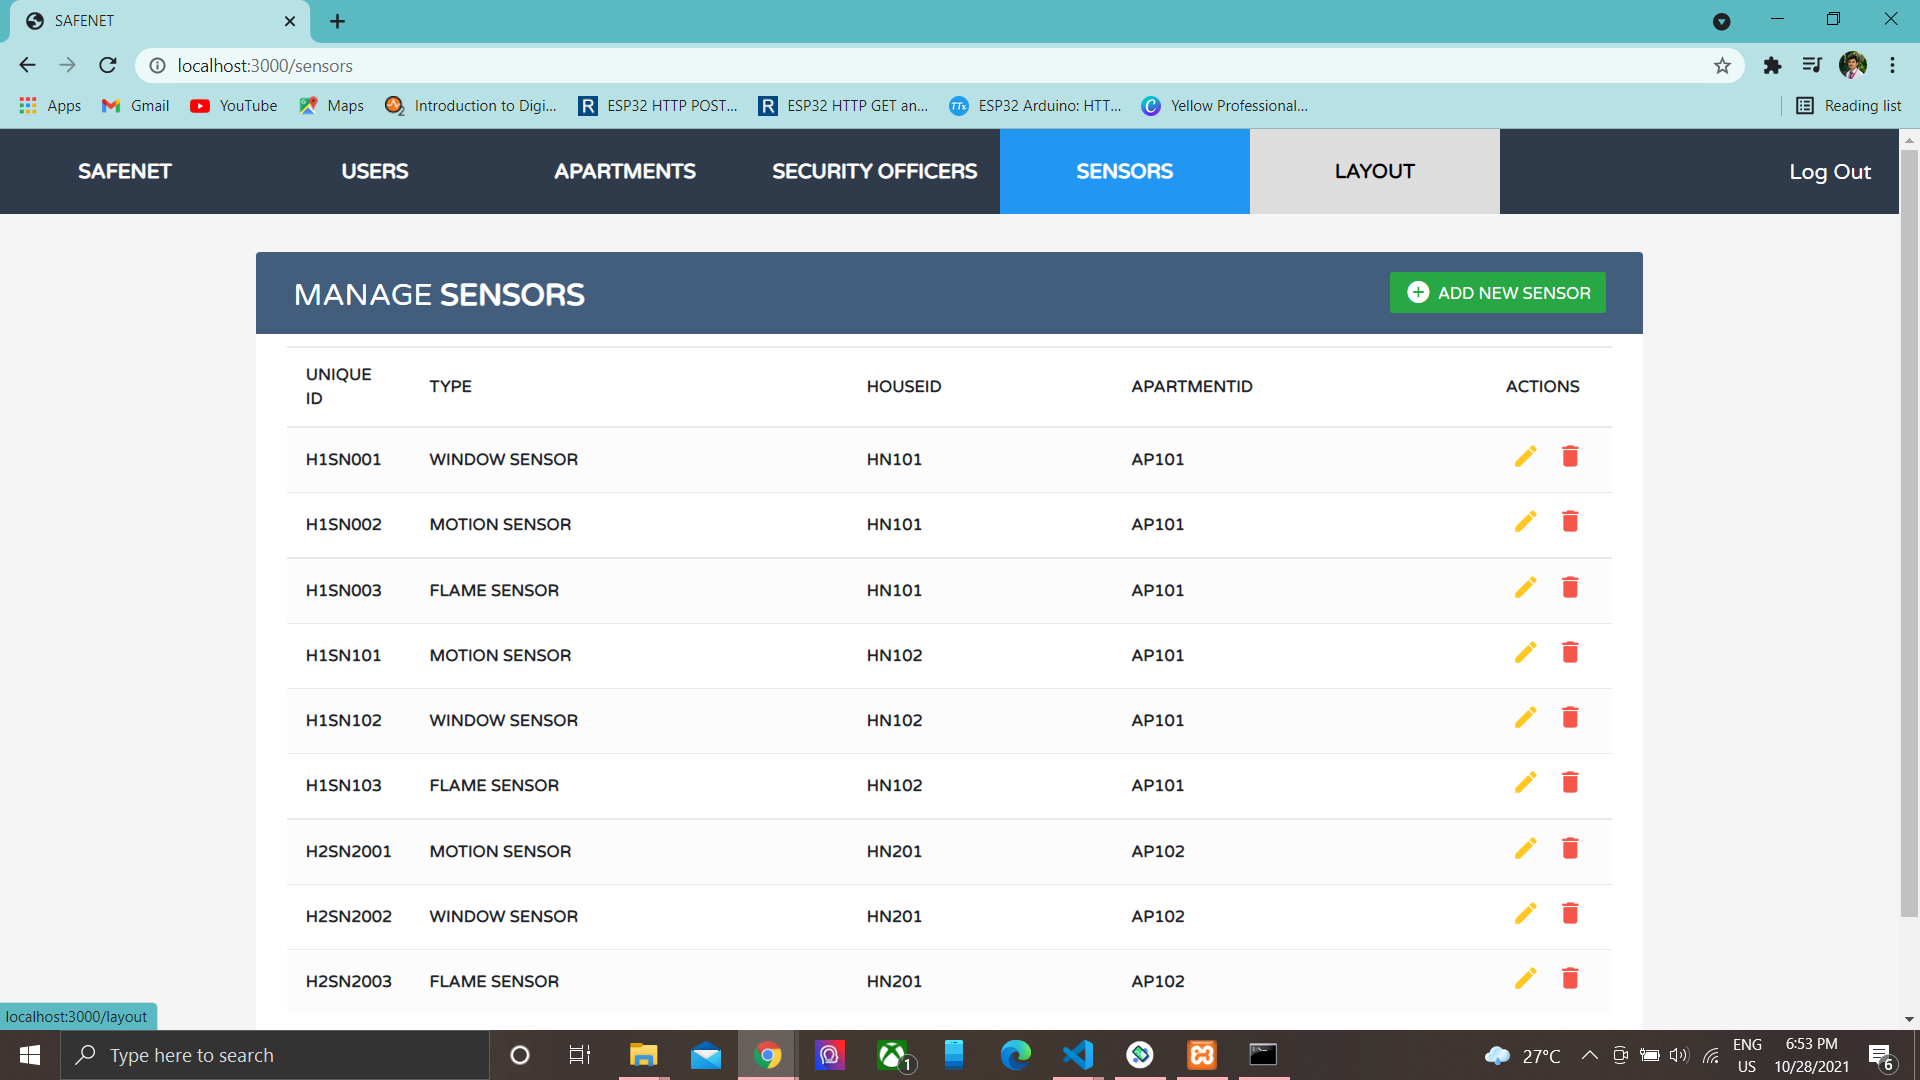 SAFENET
localhost:3000/sensors
Apps Gmail YouTube Maps Introduction to Digi... ESP32 HTTP POST... ESP32 HTTP GET an... ESP32 Arduino: HTT... Yellow Professional... Reading list
SAFENET USERS APARTMENTS SECURITY OFFICERS SENSORS LAYOUT Log Out
MANAGE SENSORS ADD NEW SENSOR
UNIQUE ID TYPE HOUSEID APARTMENTID ACTIONS
H1SN001 WINDOW SENSOR HN101 AP101
H1SN002 MOTION SENSOR HN101 AP101
H1SN003 FLAME SENSOR HN101 AP101
H1SN101 MOTION SENSOR HN102 AP101
H1SN102 WINDOW SENSOR HN102 AP101
H1SN103 FLAME SENSOR HN102 AP101
H2SN2001 MOTION SENSOR HN201 AP102
H2SN2002 WINDOW SENSOR HN201 AP102
H2SN2003 FLAME SENSOR HN201 AP102
localhost:3000/layout
Type here to search 1 27°C ENG US 6:53 PM 10/28/2021 6